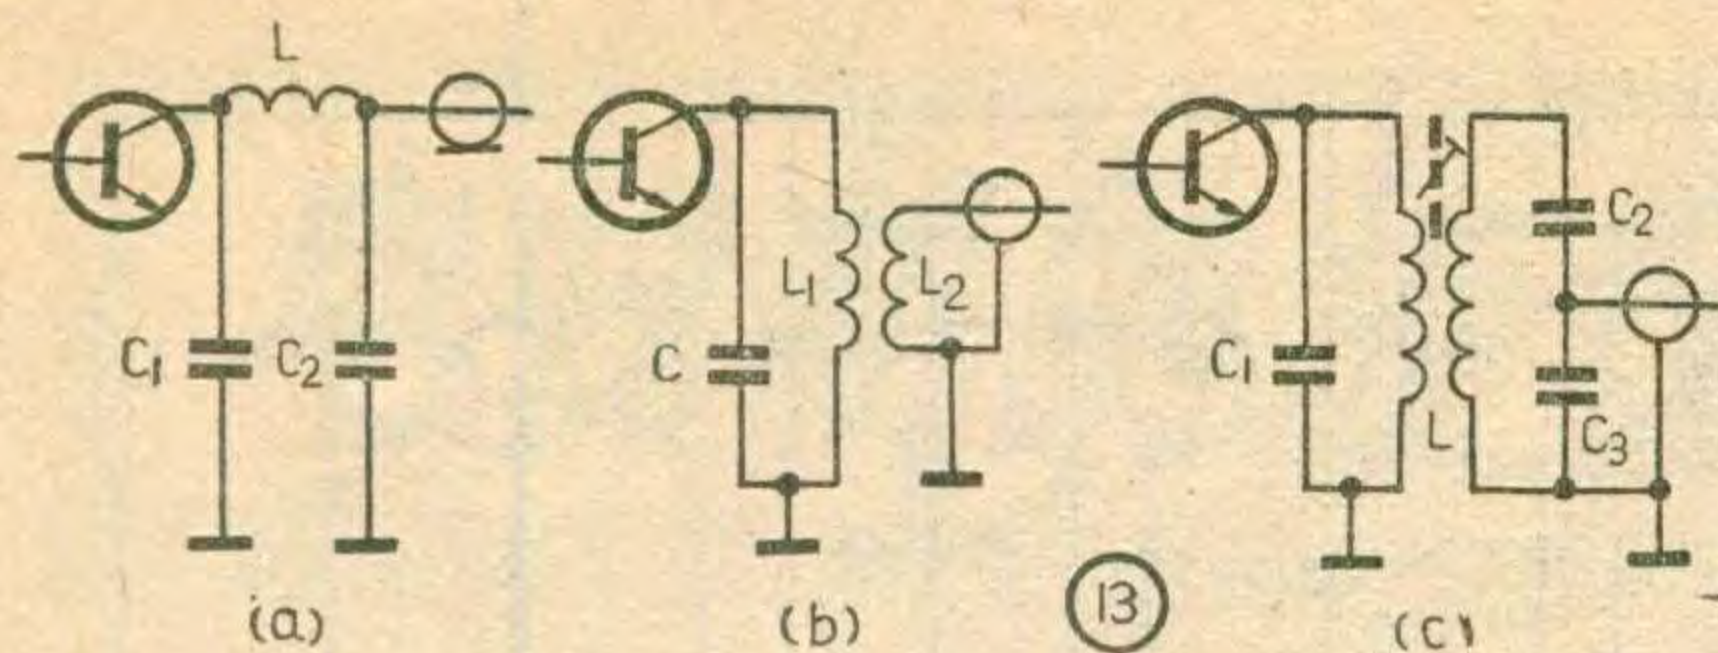 L
C₁ C₂
(a)
C L₁ L₂
(b)
13
C₁ L C₂
C₃
(c)